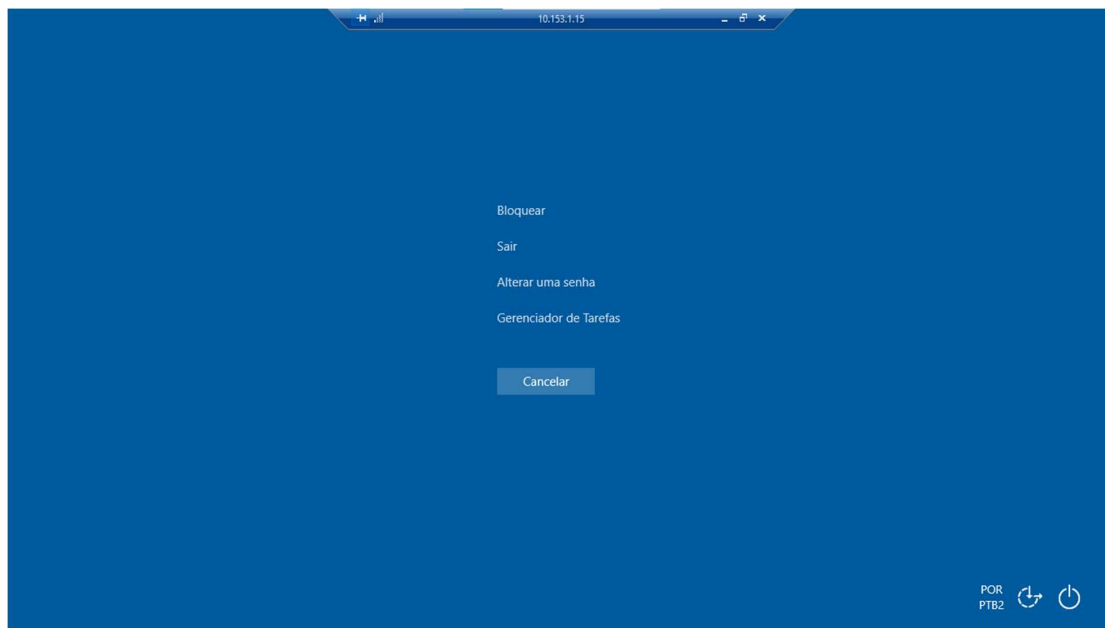 10.153.1.15
Bloquear
Sair
Alterar uma senha
Gerenciador de Tarefas
Cancelar
POR
PTB2